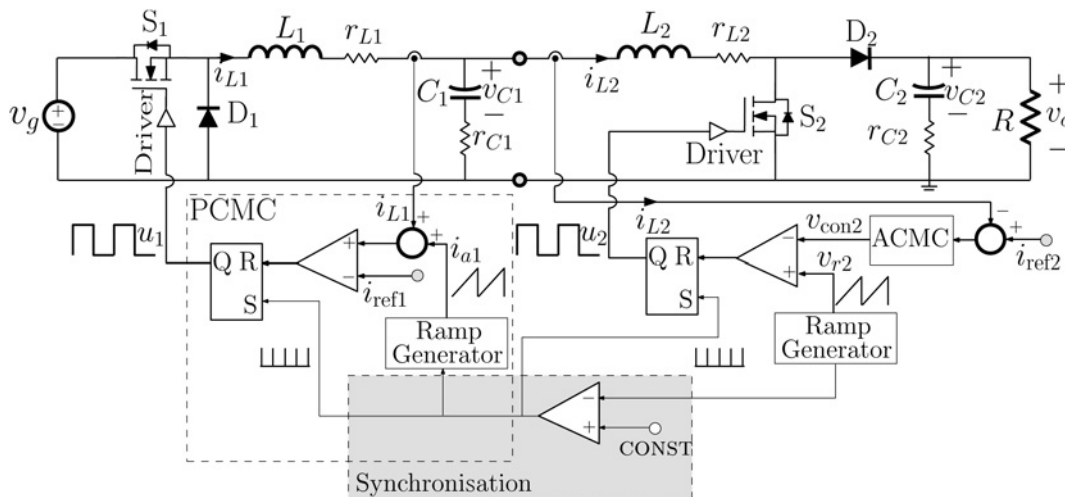 S1
L1
rL1
L2
rL2
D2
iL1
iL2
vg
Driver
D1
C1
+
vC1
−
rC1
S2
Driver
C2
+
vC2
−
rC2
R
+
−
PCMC
iL1
+
+
iL2
−
+
u1
Q R
S
+
−
ia1
iref1
u2
Q R
S
−
+
vcon2
vr2
ACMC
iref2
Ramp
Generator
Ramp
Generator
−
+
CONST
Synchronisation